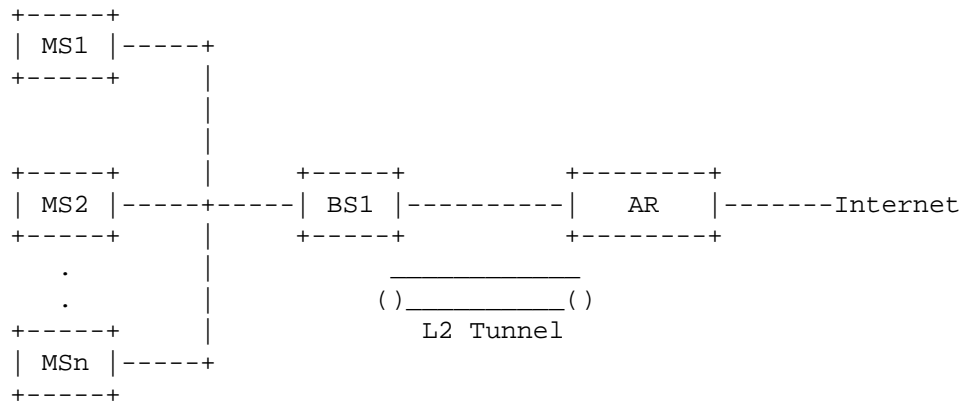 MS1
MS2 BS1 AR Internet
.
.
L2 Tunnel
MSn